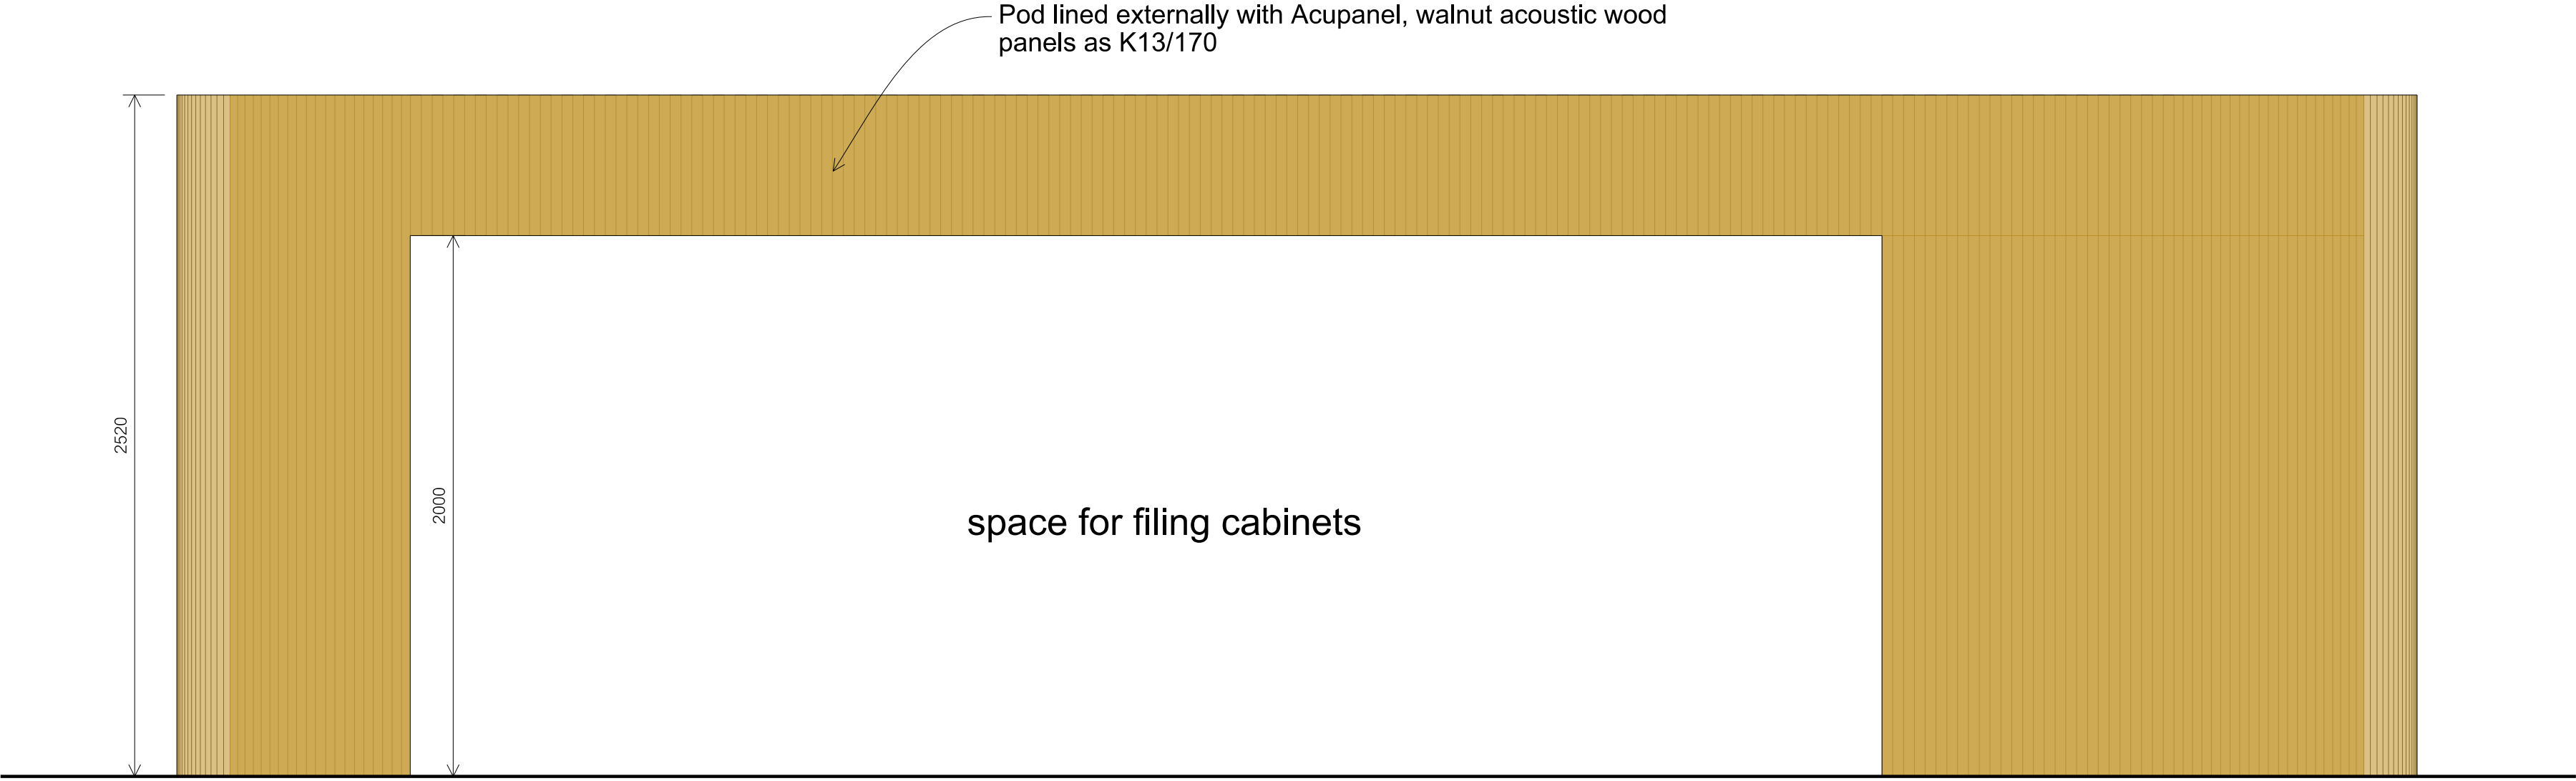 Pod lined externally with Acupanel, walnut acoustic wood
panels as K13/170
2520
2000
space for filing cabinets